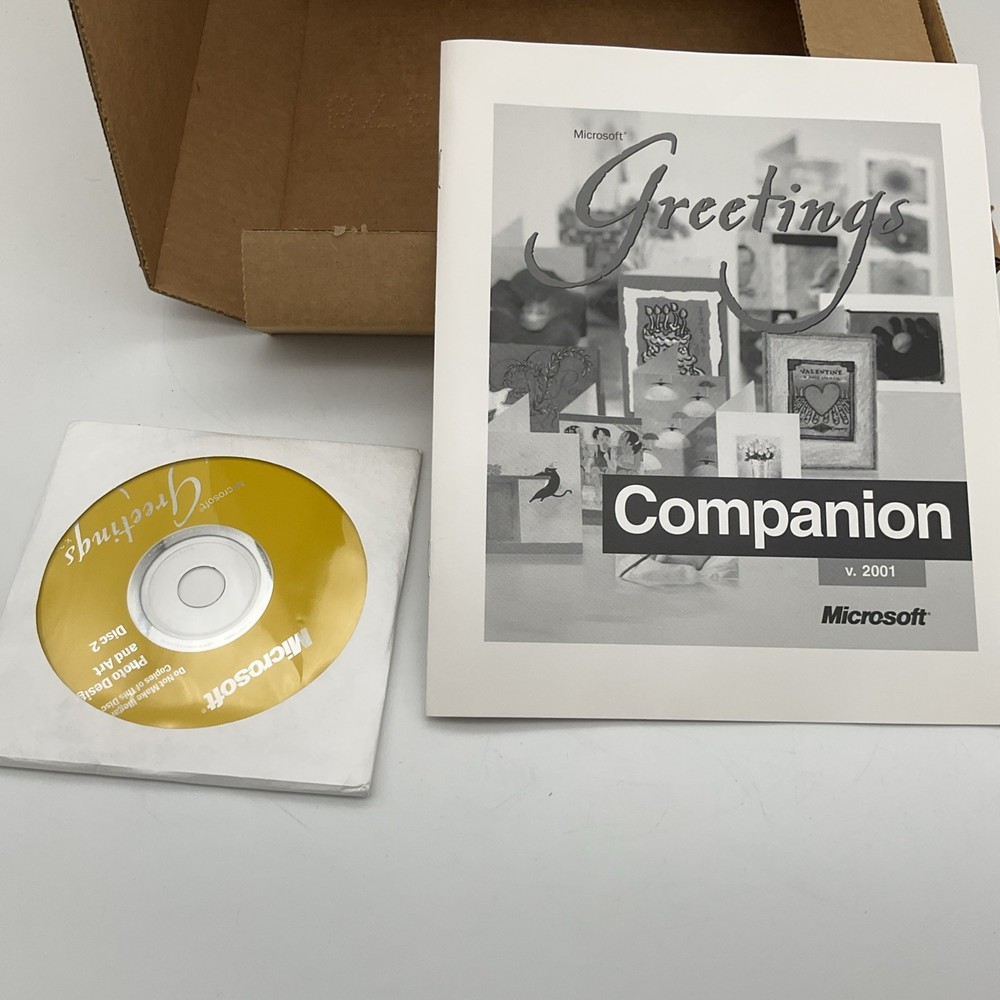 Microsoft
Greetings
VALENTINE
Companion
v. 2001
Microsoft®
Microsoft®
Greetings
Disc 2
and Art
Photo Desig
Do Not Make Illegal
Copies of this Disc
Microsoft®